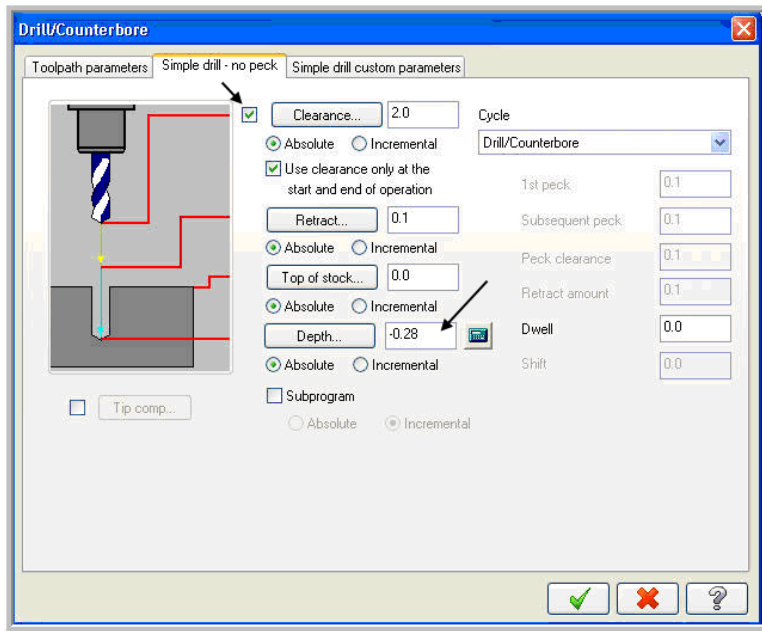 Drill/Counterbore
Toolpath parameters Simple drill - no peck Simple drill custom parameters
Clearance... 2.0
Absolute Incremental
Use clearance only at the
start and end of operation
Retract... 0.1
Absolute Incremental
Top of stock... 0.0
Absolute Incremental
Depth... -0.28
Absolute Incremental
Subprogram
Absolute Incremental
Tip comp...
Cycle
Drill/Counterbore
1st peck 0.1
Subsequent peck 0.1
Peck clearance 0.1
Retract amount 0.1
Dwell 0.0
Shift 0.0